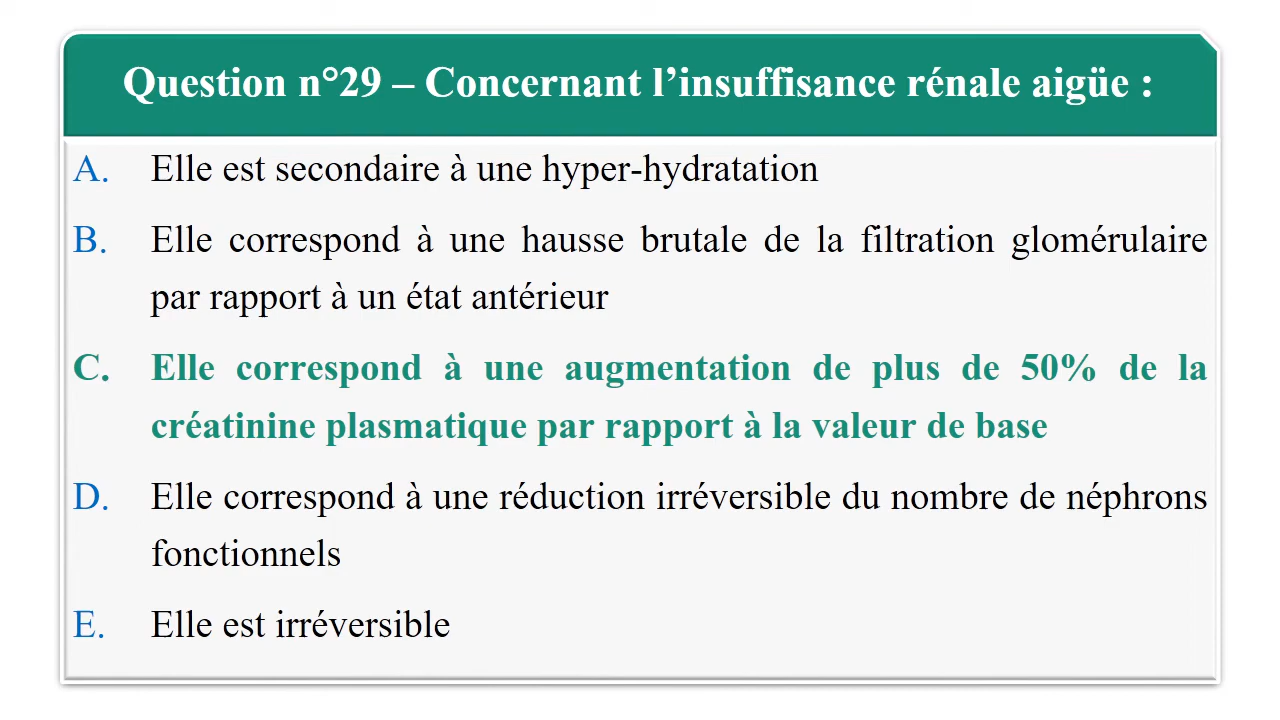 Question n°29 – Concernant l’insuffisance rénale aigüe :
A. Elle est secondaire à une hyper-hydratation
B. Elle correspond à une hausse brutale de la filtration glomérulaire
par rapport à un état antérieur
C. Elle correspond à une augmentation de plus de 50% de la
créatinine plasmatique par rapport à la valeur de base
D. Elle correspond à une réduction irréversible du nombre de néphrons
fonctionnels
E. Elle est irréversible